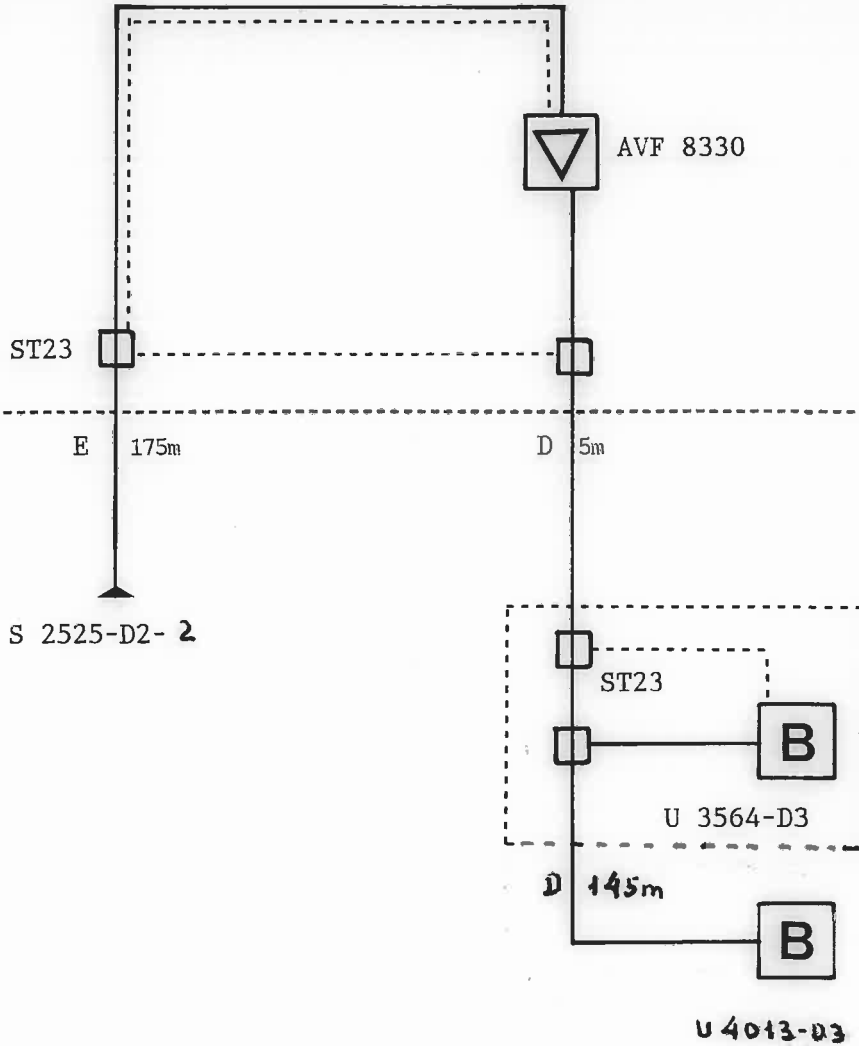 AVF 8330
ST23
E 175m
D 5m
S 2525-D2-2
ST23
B
U 3564-D3
D 145m
B
U 4013-D3